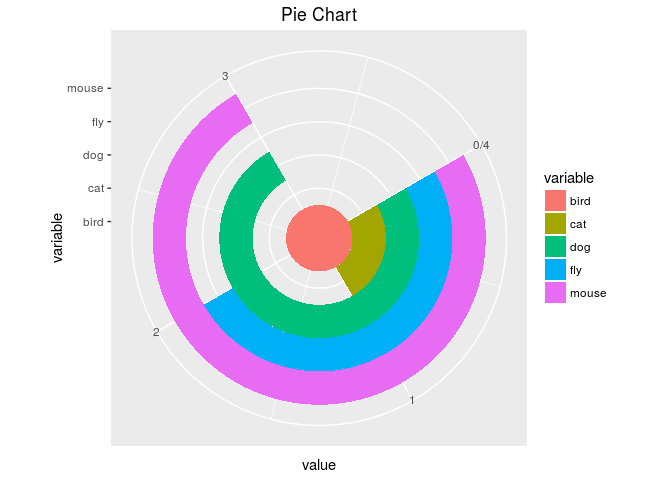 Pie Chart
3
mouse
fly
0/4
dog
cat
bird
variable
2
1
value
variable
bird
cat
dog
fly
mouse